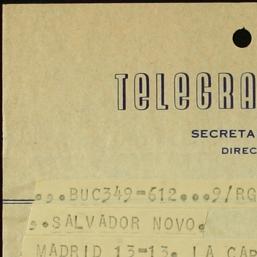 TELEGRA
SECRETA
DIREC
...BUC349=612...9/RG
..SALVADOR NOVO.
MADRID 13=13. LA CAR